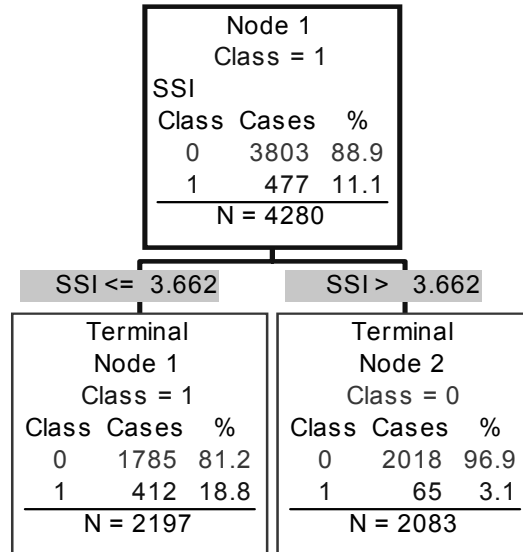 Node 1
Class = 1
SSI
Class Cases %
0 3803 88.9
1 477 11.1
N = 4280
SSI <= 3.662
SSI > 3.662
Terminal
Node 1
Class = 1
Class Cases %
0 1785 81.2
1 412 18.8
N = 2197
Terminal
Node 2
Class = 0
Class Cases %
0 2018 96.9
1 65 3.1
N = 2083